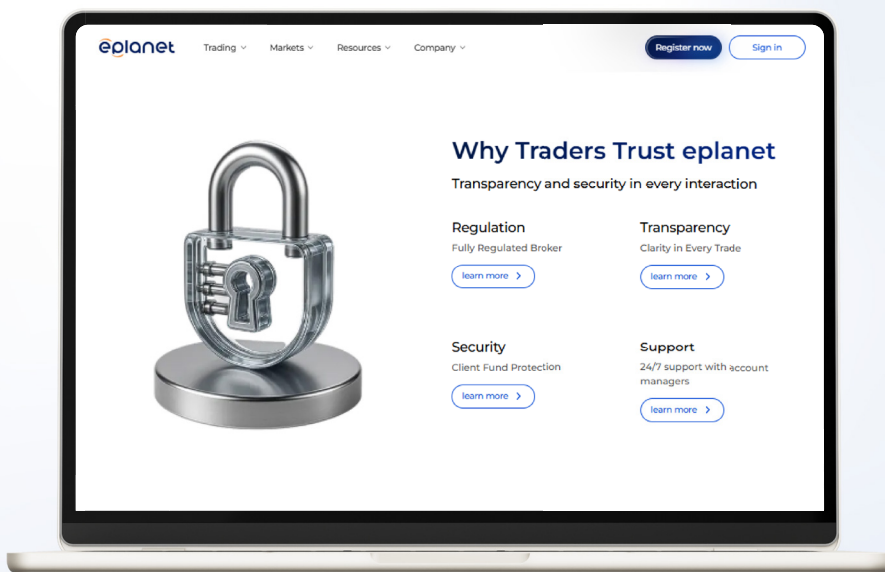 eplanet Trading Markets Resources Company Register now Sign in
Why Traders Trust eplanet
Transparency and security in every interaction
Regulation
Fully Regulated Broker
learn more
Transparency
Clarity in Every Trade
learn more
Security
Client Fund Protection
learn more
Support
24/7 support with account
managers
learn more